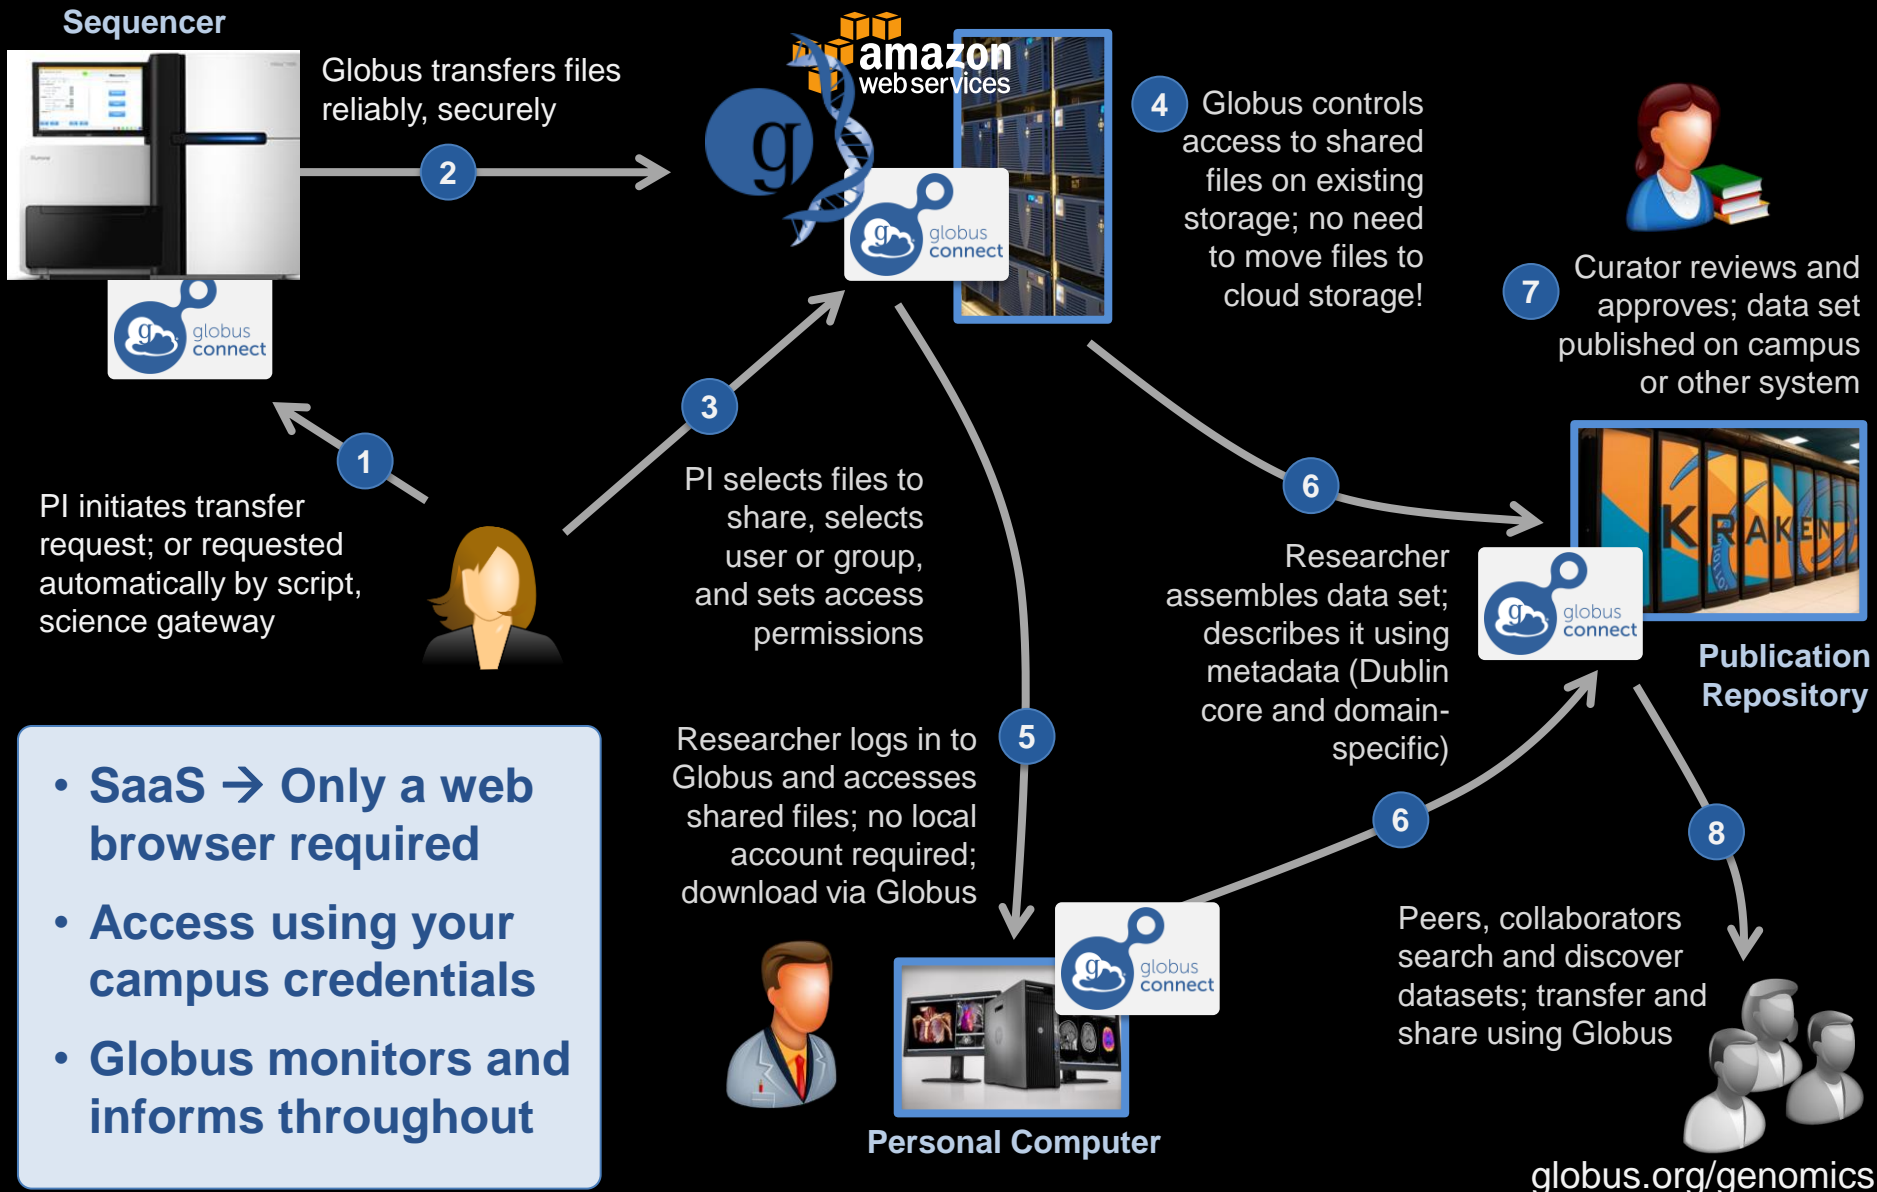 Sequencer
Globus transfers files
reliably, securely
2
amazon
webservices
g
g
globus
connect
4
Globus controls
access to shared
files on existing
storage; no need
to move files to
cloud storage!
7
Curator reviews and
approves; data set
published on campus
or other system
g
globus
connect
1
PI initiates transfer
request; or requested
automatically by script,
science gateway
3
PI selects files to
share, selects
user or group,
and sets access
permissions
6
Researcher
assembles data set;
describes it using
metadata (Dublin
core and domain-
specific)
KRAKEN
g
globus
connect
Publication
Repository
5
Researcher logs in to
Globus and accesses
shared files; no local
account required;
download via Globus
6
8
g
globus
connect
Personal Computer
Peers, collaborators
search and discover
datasets; transfer and
share using Globus
• SaaS → Only a web
browser required
• Access using your
campus credentials
• Globus monitors and
informs throughout
globus.org/genomics